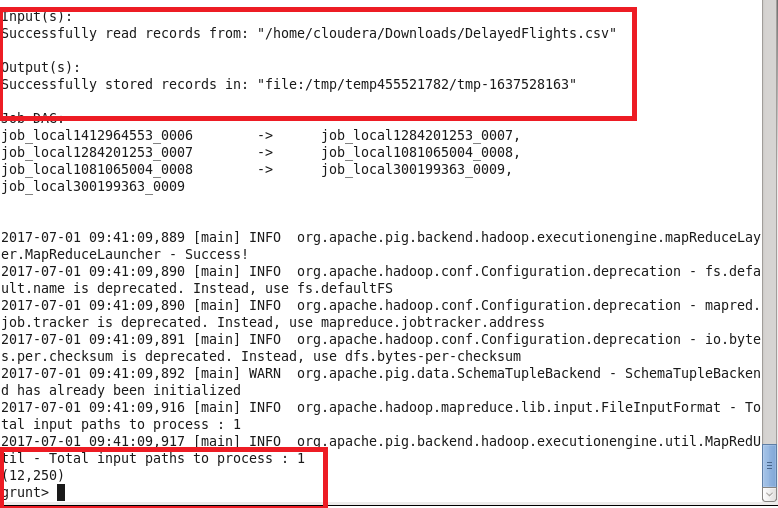 Input(s):
Successfully read records from: "/home/cloudera/Downloads/DelayedFlights.csv"
Output(s):
Successfully stored records in: "file:/tmp/temp455521782/tmp-1637528163"
Job DAG:
job_local1412964553_0006        ->      job_local1284201253_0007,
job_local1284201253_0007        ->      job_local1081065004_0008,
job_local1081065004_0008        ->      job_local300199363_0009,
job_local300199363_0009
2017-07-01 09:41:09,889 [main] INFO  org.apache.pig.backend.hadoop.executionengine.mapReduceLay
er.MapReduceLauncher - Success!
2017-07-01 09:41:09,890 [main] INFO  org.apache.hadoop.conf.Configuration.deprecation - fs.defa
ult.name is deprecated. Instead, use fs.defaultFS
2017-07-01 09:41:09,890 [main] INFO  org.apache.hadoop.conf.Configuration.deprecation - mapred.
job.tracker is deprecated. Instead, use mapreduce.jobtracker.address
2017-07-01 09:41:09,891 [main] INFO  org.apache.hadoop.conf.Configuration.deprecation - io.byte
s.per.checksum is deprecated. Instead, use dfs.bytes-per-checksum
2017-07-01 09:41:09,892 [main] WARN  org.apache.pig.data.SchemaTupleBackend - SchemaTupleBacken
d has already been initialized
2017-07-01 09:41:09,916 [main] INFO  org.apache.hadoop.mapreduce.lib.input.FileInputFormat - To
tal input paths to process : 1
2017-07-01 09:41:09,917 [main] INFO  org.apache.pig.backend.hadoop.executionengine.util.MapRedU
til - Total input paths to process : 1
(12,250)
grunt>